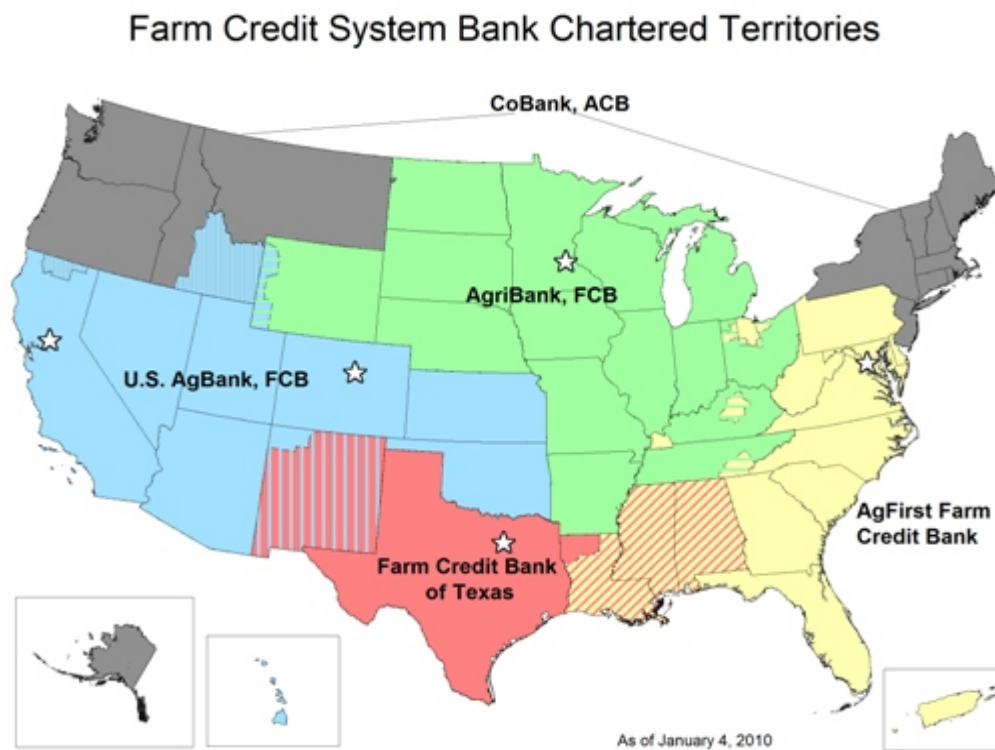 Farm Credit System Bank Chartered Territories
CoBank, ACB
AgriBank, FCB
U.S. AgBank, FCB
AgFirst Farm
Credit Bank
Farm Credit Bank
of Texas
As of January 4, 2010